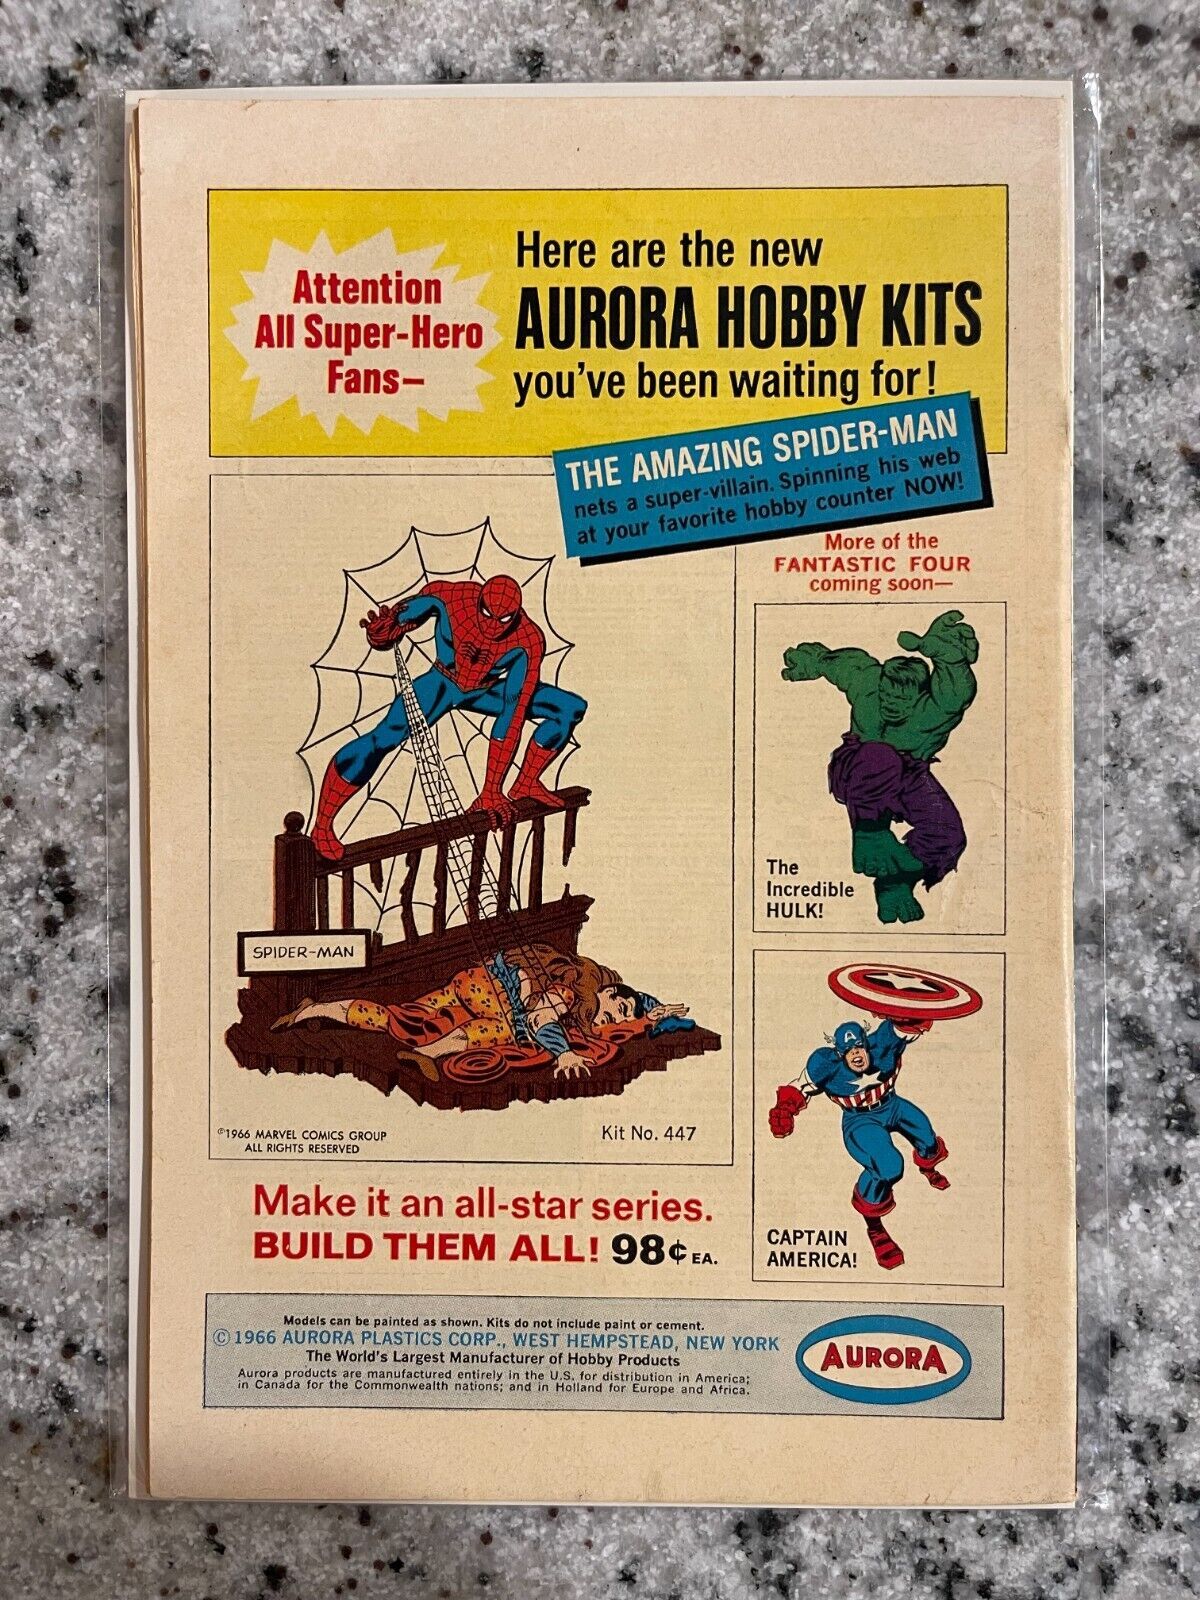 Attention
All Super-Hero
Fans—
Here are the new
AURORA HOBBY KITS
you've been waiting for!
THE AMAZING SPIDER-MAN
nets a super-villain. Spinning his web
at your favorite hobby counter NOW!
More of the
FANTASTIC FOUR
coming soon—
SPIDER-MAN
©1966 MARVEL COMICS GROUP
ALL RIGHTS RESERVED
Kit No. 447
The
Incredible
HULK!
A
CAPTAIN
AMERICA!
Make it an all-star series.
BUILD THEM ALL! 98¢ EA.
Models can be painted as shown. Kits do not include paint or cement.
© 1966 AURORA PLASTICS CORP., WEST HEMPSTEAD, NEW YORK
The World's Largest Manufacturer of Hobby Products
Aurora products are manufactured entirely in the U.S. for distribution in America;
in Canada for the Commonwealth nations; and in Holland for Europe and Africa.
AURORA